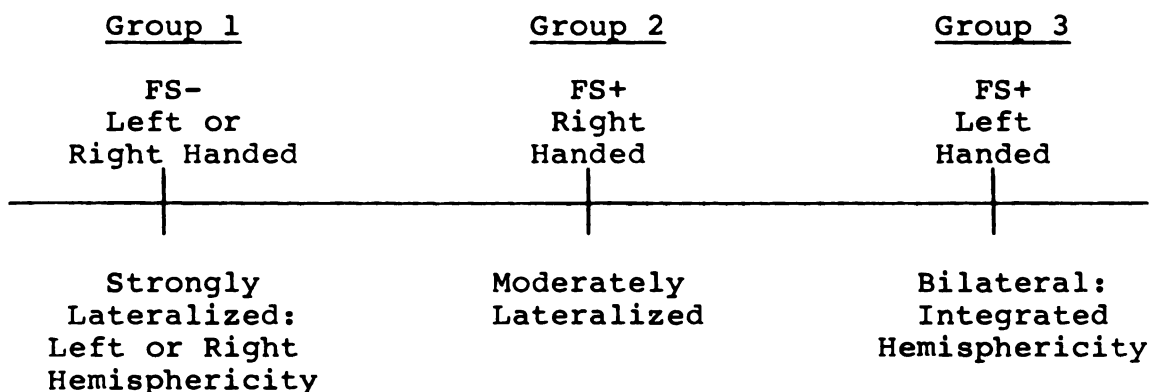 Group 1
FS-
Left or
Right Handed
Group 2
FS+
Right
Handed
Group 3
FS+
Left
Handed
Strongly
Lateralized:
Left or Right
Hemisphericity
Moderately
Lateralized
Bilateral:
Integrated
Hemisphericity